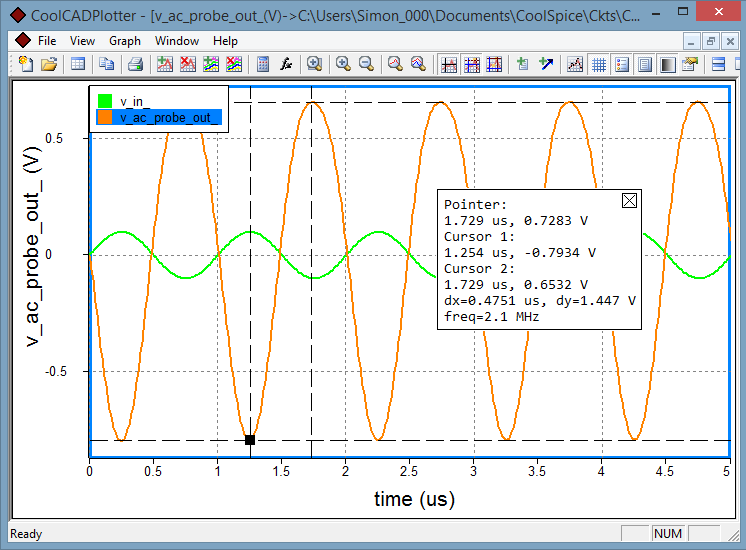 CoolCADPlotter - [v_ac_probe_out_(V)->C:\Users\Simon_000\Documents\CoolSpice\Ckts\C...
File View Graph Window Help
v_in_
v_ac_probe_out_
Pointer:
1.729 us, 0.7283 V
Cursor 1:
1.254 us, -0.7934 V
Cursor 2:
1.729 us, 0.6532 V
dx=0.4751 us, dy=1.447 V
freq=2.1 MHz
v_ac_probe_out_ (V)
0.5
0
-0.5
0 0.5 1 1.5 2 2.5 3 3.5 4 4.5 5
time (us)
Ready NUM